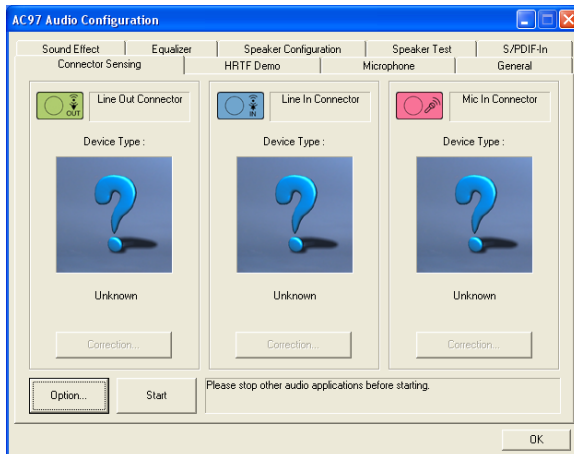 AC97 Audio Configuration
Sound Effect Equalizer Speaker Configuration Speaker Test S/PDIF-In
Connector Sensing HRTF Demo Microphone General
OUT Line Out Connector
IN Line In Connector
Mic In Connector
Device Type : Device Type : Device Type :
Unknown Unknown Unknown
Correction... Correction... Correction...
Option... Start Please stop other audio applications before starting.
OK